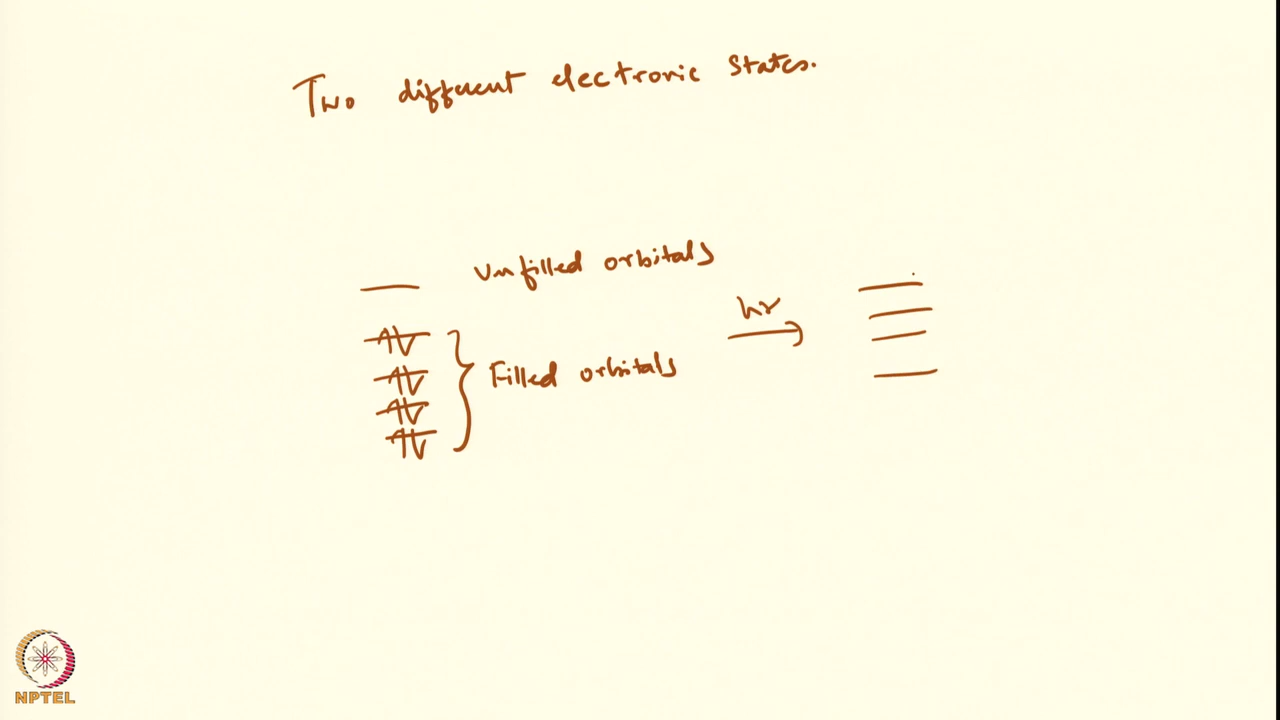 Two different electronic states.
Unfilled orbitals
hν
Filled orbitals
NPTEL